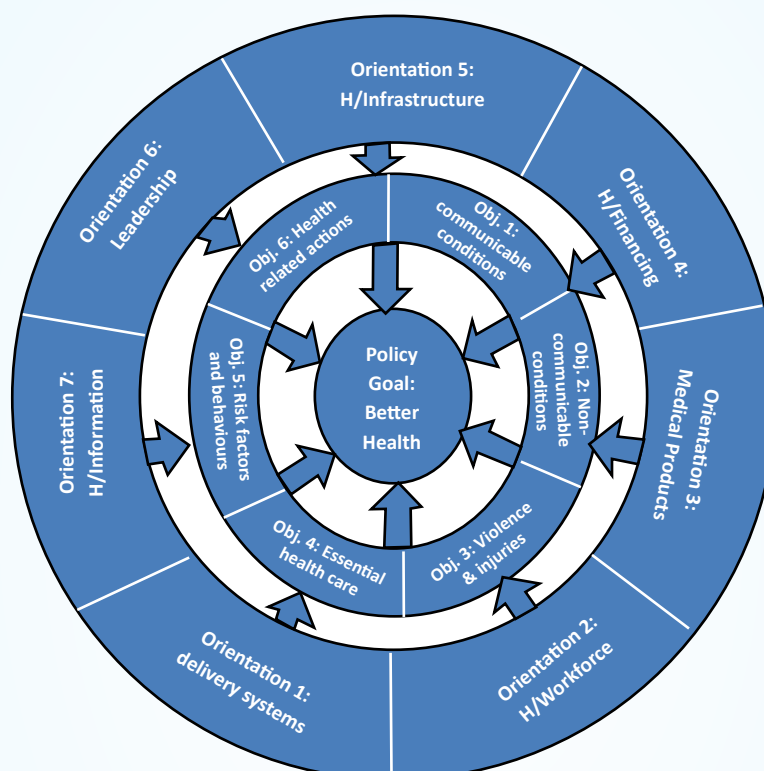 Orientation 5:
H/Infrastructure
Orientation 4:
H/Financing
Orientation 3:
Medical Products
Orientation 2:
H/Workforce
Orientation 1:
delivery systems
Orientation 7:
H/Information
Orientation 6:
Leadership
Obj. 1:
communicable
conditions
Obj. 2: Non-
communicable
conditions
Obj. 3: Violence
& injuries
Obj. 4: Essential
health care
Obj. 5: Risk factors
and behaviours
Obj. 6: Health
related actions
Policy
Goal:
Better
Health